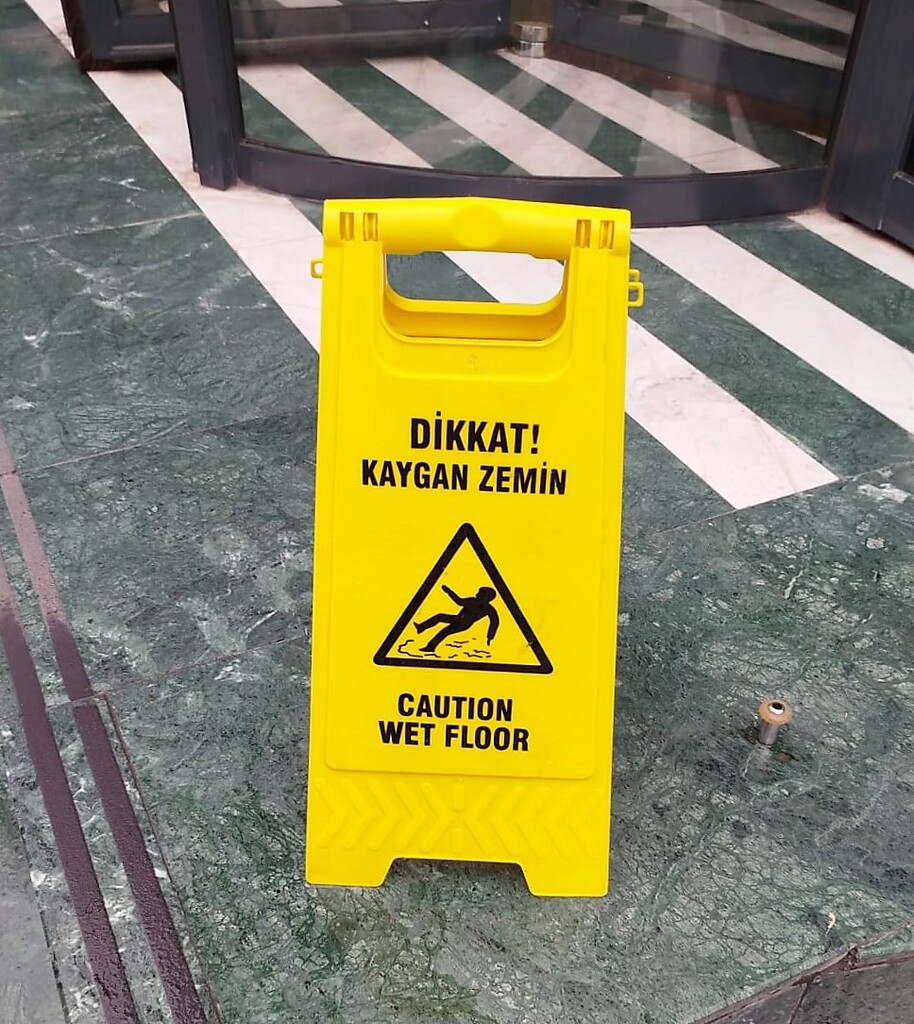 DİKKAT!
KAYGAN ZEMİN
CAUTION
WET FLOOR